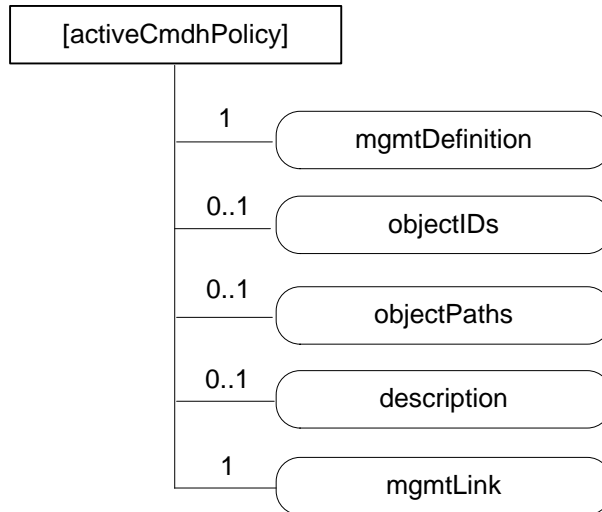 [activeCmdhPolicy]
1
mgmtDefinition
0..1
objectIDs
0..1
objectPaths
0..1
description
1
mgmtLink